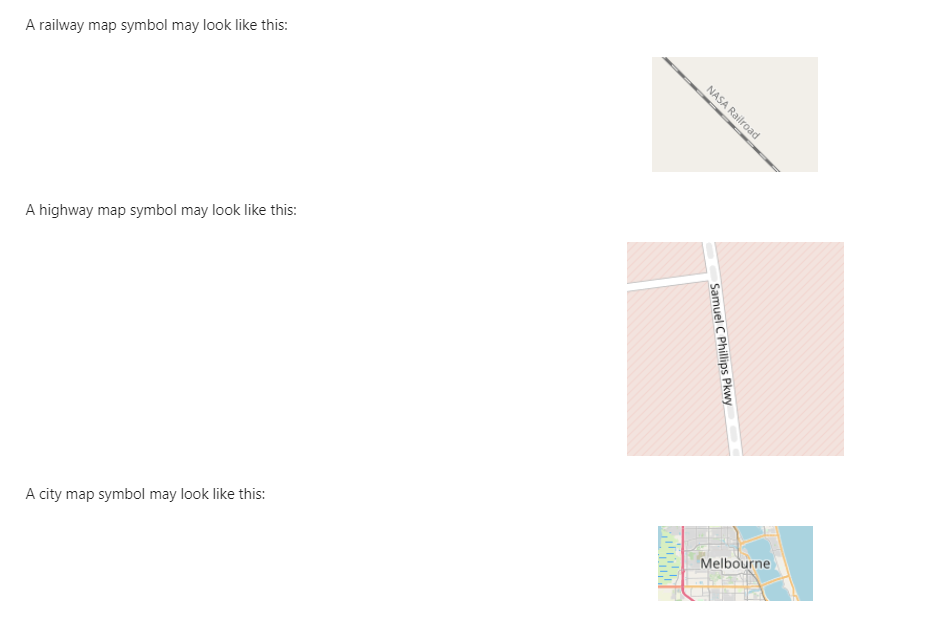 A railway map symbol may look like this:
NASA Railroad
A highway map symbol may look like this:
Samuel C Phillips Pkwy
A city map symbol may look like this:
Melbourne